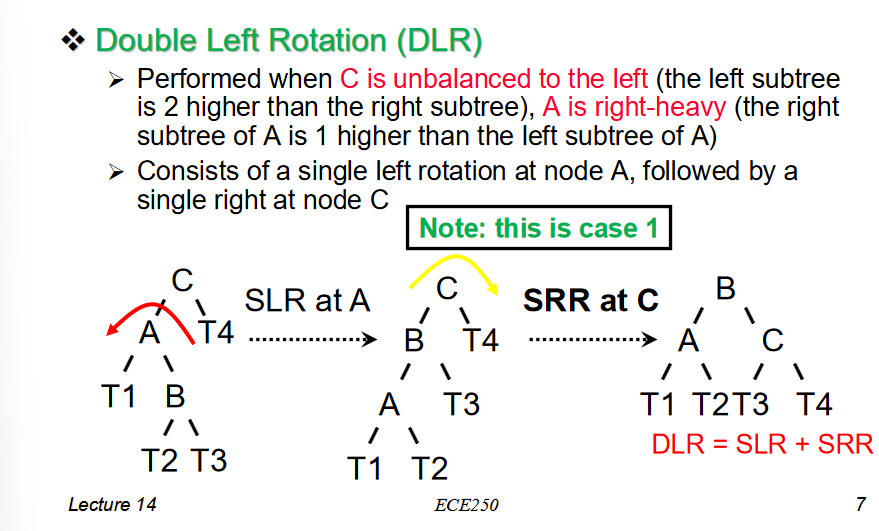 ❖ Double Left Rotation (DLR)
➢ Performed when C is unbalanced to the left (the left subtree
is 2 higher than the right subtree), A is right-heavy (the right
subtree of A is 1 higher than the left subtree of A)
➢ Consists of a single left rotation at node A, followed by a
single right at node C
Note: this is case 1
C
SLR at A
C
SRR at C
B
A T4
B T4
A C
T1 B
A T3
T1 T2 T3 T4
T2 T3
T1 T2
DLR = SLR + SRR
Lecture 14
ECE250
7